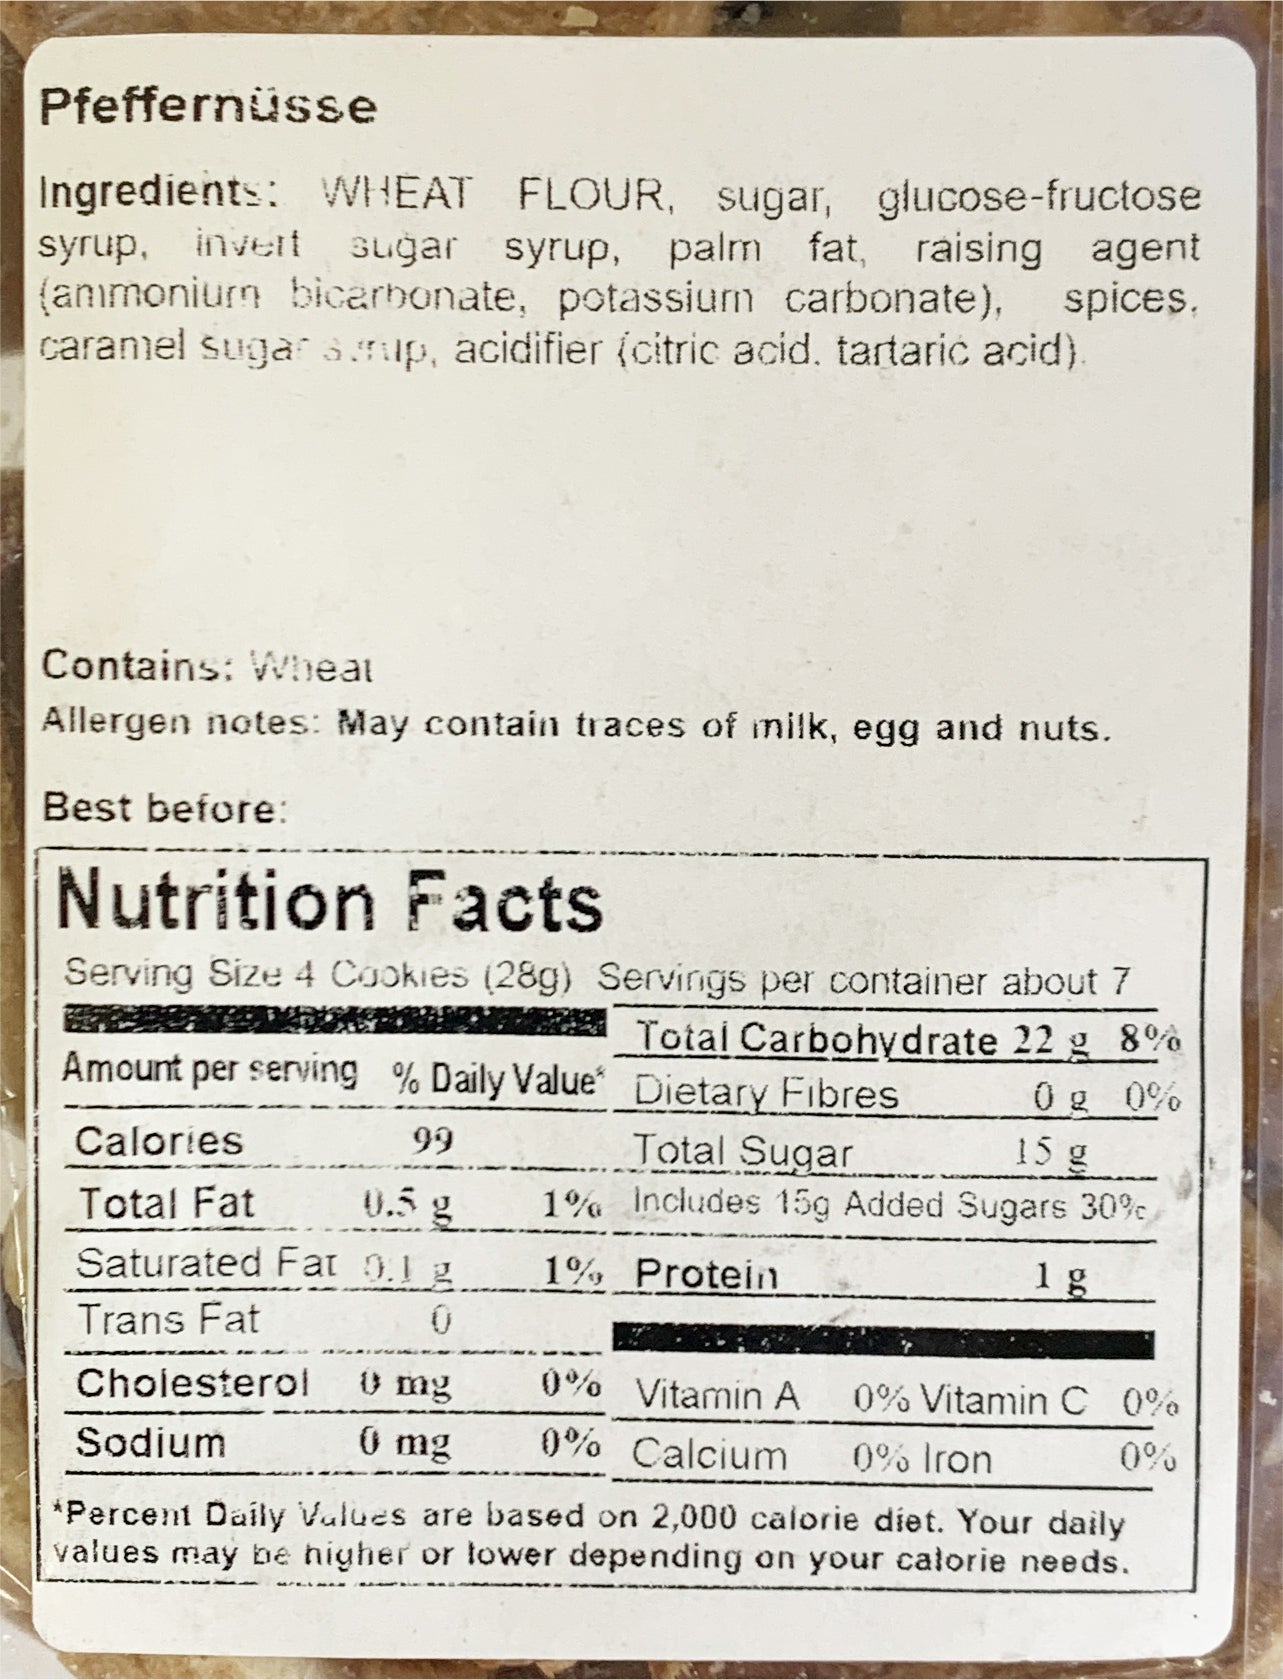 Pfeffernüsse
Ingredients: WHEAT FLOUR, sugar, glucose-fructose
syrup, invert sugar syrup, palm fat, raising agent
(ammonium bicarbonate, potassium carbonate), spices,
caramel sugar syrup, acidifier (citric acid. tartaric acid).
Contains: Wheat
Allergen notes: May contain traces of milk, egg and nuts.
Best before:
Nutrition Facts
Serving Size 4 Cookies (28g) Servings per container about 7
Amount per serving % Daily Value*
Calories 99
Total Fat 0.5 g 1%
Saturated Fat 0.1 g 1%
Trans Fat 0
Cholesterol 0 mg 0%
Sodium 0 mg 0%
Total Carbohydrate 22 g 8%
Dietary Fibres 0 g 0%
Total Sugar 15 g
Includes 15g Added Sugars 30%
Protein 1 g
Vitamin A 0% Vitamin C 0%
Calcium 0% Iron 0%
*Percent Daily Values are based on 2,000 calorie diet. Your daily
values may be higher or lower depending on your calorie needs.